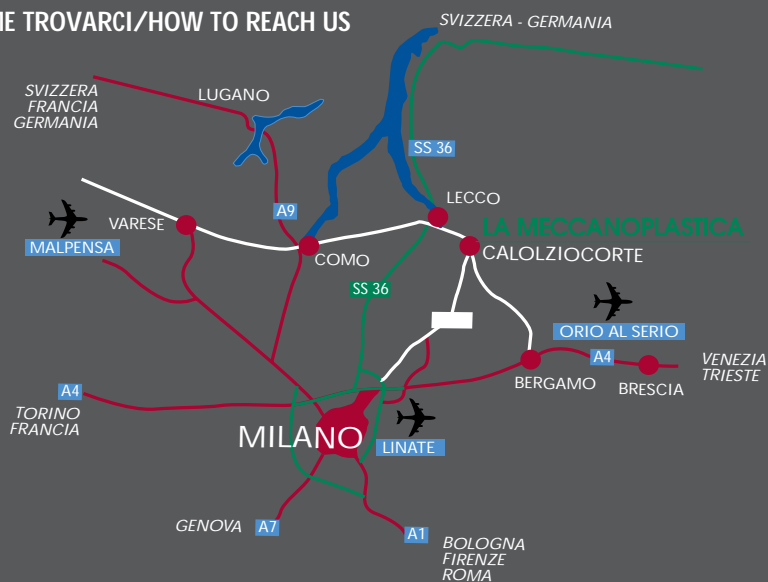 TROVARCI/HOW TO REACH US
SVIZZERA - GERMANIA
SVIZZERA
FRANCIA
GERMANIA
LUGANO
SS 36
A9
LECCO
VARESE
LA MECCANOPLASTICA
MALPENSA
COMO
CALOLZIOCORTE
SS 36
ORIO AL SERIO
A4
VENEZIA
TRIESTE
A4
BERGAMO
BRESCIA
TORINO
FRANCIA
MILANO
LINATE
GENOVA
A7
A1
BOLOGNA
FIRENZE
ROMA